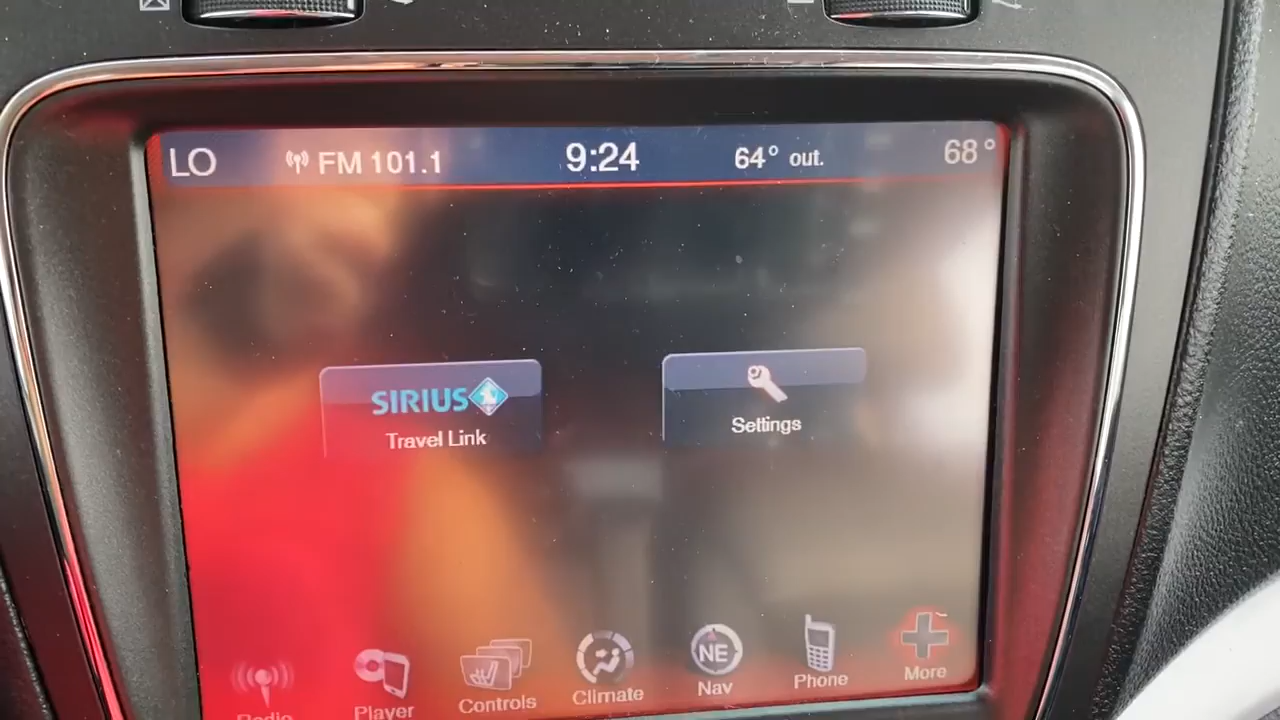 LO FM 101.1 9:24 64° out. 68°
SIRIUS
Travel Link
Settings
NE
Radio Player Controls Climate Nav Phone More